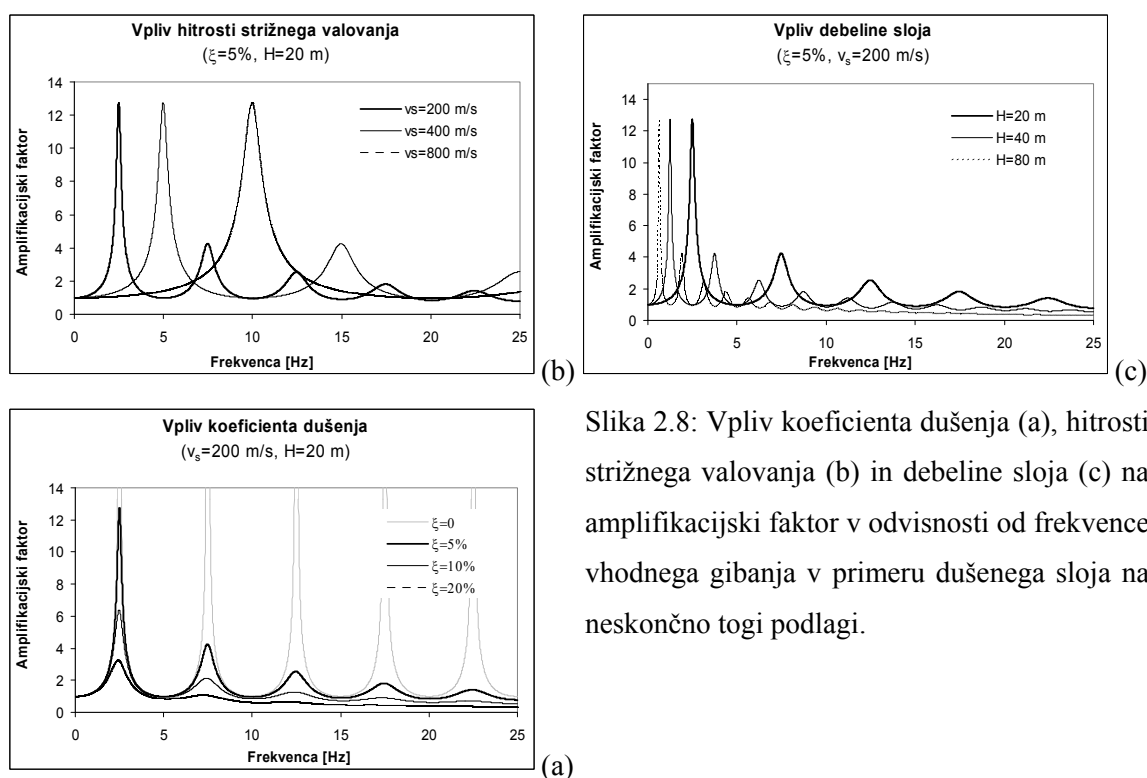 Vpliv hitrosti strižnega valovanja
(ξ=5%, H=20 m)
Amplifikacijski faktor
14
12
10
8
6
4
2
0
vs=200 m/s
vs=400 m/s
vs=800 m/s
0 5 10 15 20 25
Frekvenca [Hz]
(b)
Vpliv debeline sloja
(ξ=5%, vₛ=200 m/s)
Amplifikacijski faktor
14
12
10
8
6
4
2
0
H=20 m
H=40 m
H=80 m
0 5 10 15 20 25
Frekvenca [Hz]
(c)
Vpliv koeficienta dušenja
(vₛ=200 m/s, H=20 m)
Amplifikacijski faktor
14
12
10
8
6
4
2
0
ξ=0
ξ=5%
ξ=10%
ξ=20%
0 5 10 15 20 25
Frekvenca [Hz]
(a)
Slika 2.8: Vpliv koeficienta dušenja (a), hitrosti
strižnega valovanja (b) in debeline sloja (c) na
amplifikacijski faktor v odvisnosti od frekvence
vhodnega gibanja v primeru dušenega sloja na
neskončno togi podlagi.